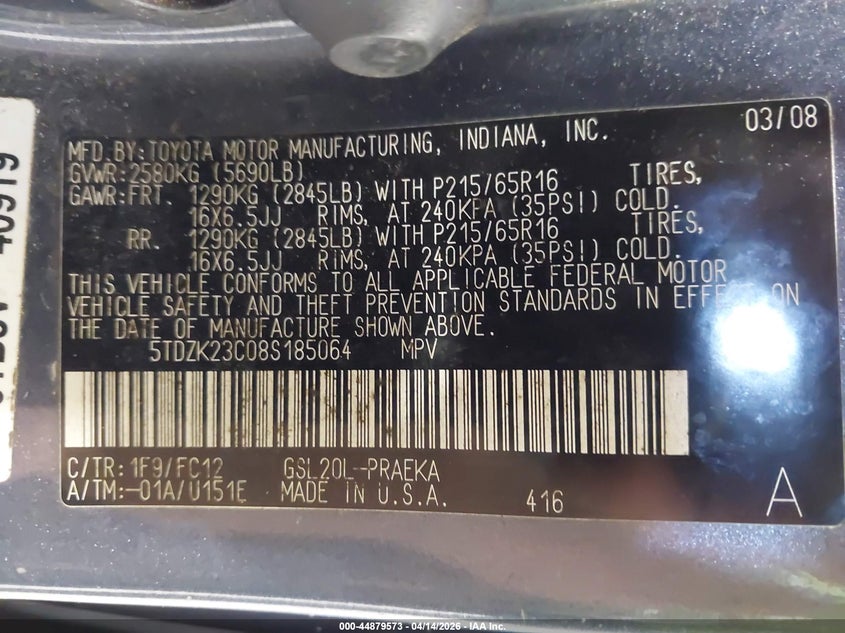 03/08
MFD.BY:TOYOTA MOTOR MANUFACTURING, INDIANA, INC.
GVWR:2580KG (5690LB)
GAWR:FRT. 1290KG (2845LB) WITH P215/65R16 TIRES,
16X6.5JJ RIMS, AT 240KPA (35PSI) COLD.
RR. 1290KG (2845LB) WITH P215/65R16 TIRES,
16X6.5JJ RIMS, AT 240KPA (35PSI) COLD.
THIS VEHICLE CONFORMS TO ALL APPLICABLE FEDERAL MOTOR
VEHICLE SAFETY AND THEFT PREVENTION STANDARDS IN EFFECT ON
THE DATE OF MANUFACTURE SHOWN ABOVE.
5TDZK23C08S185064 MPV
C/TR: 1F9/FC12 GSL20L-PRAEKA
A/TM:-01A/U151E MADE IN U.S.A. 416 A
40919
000-44879573 - 04/14/2026 - IAA Inc.